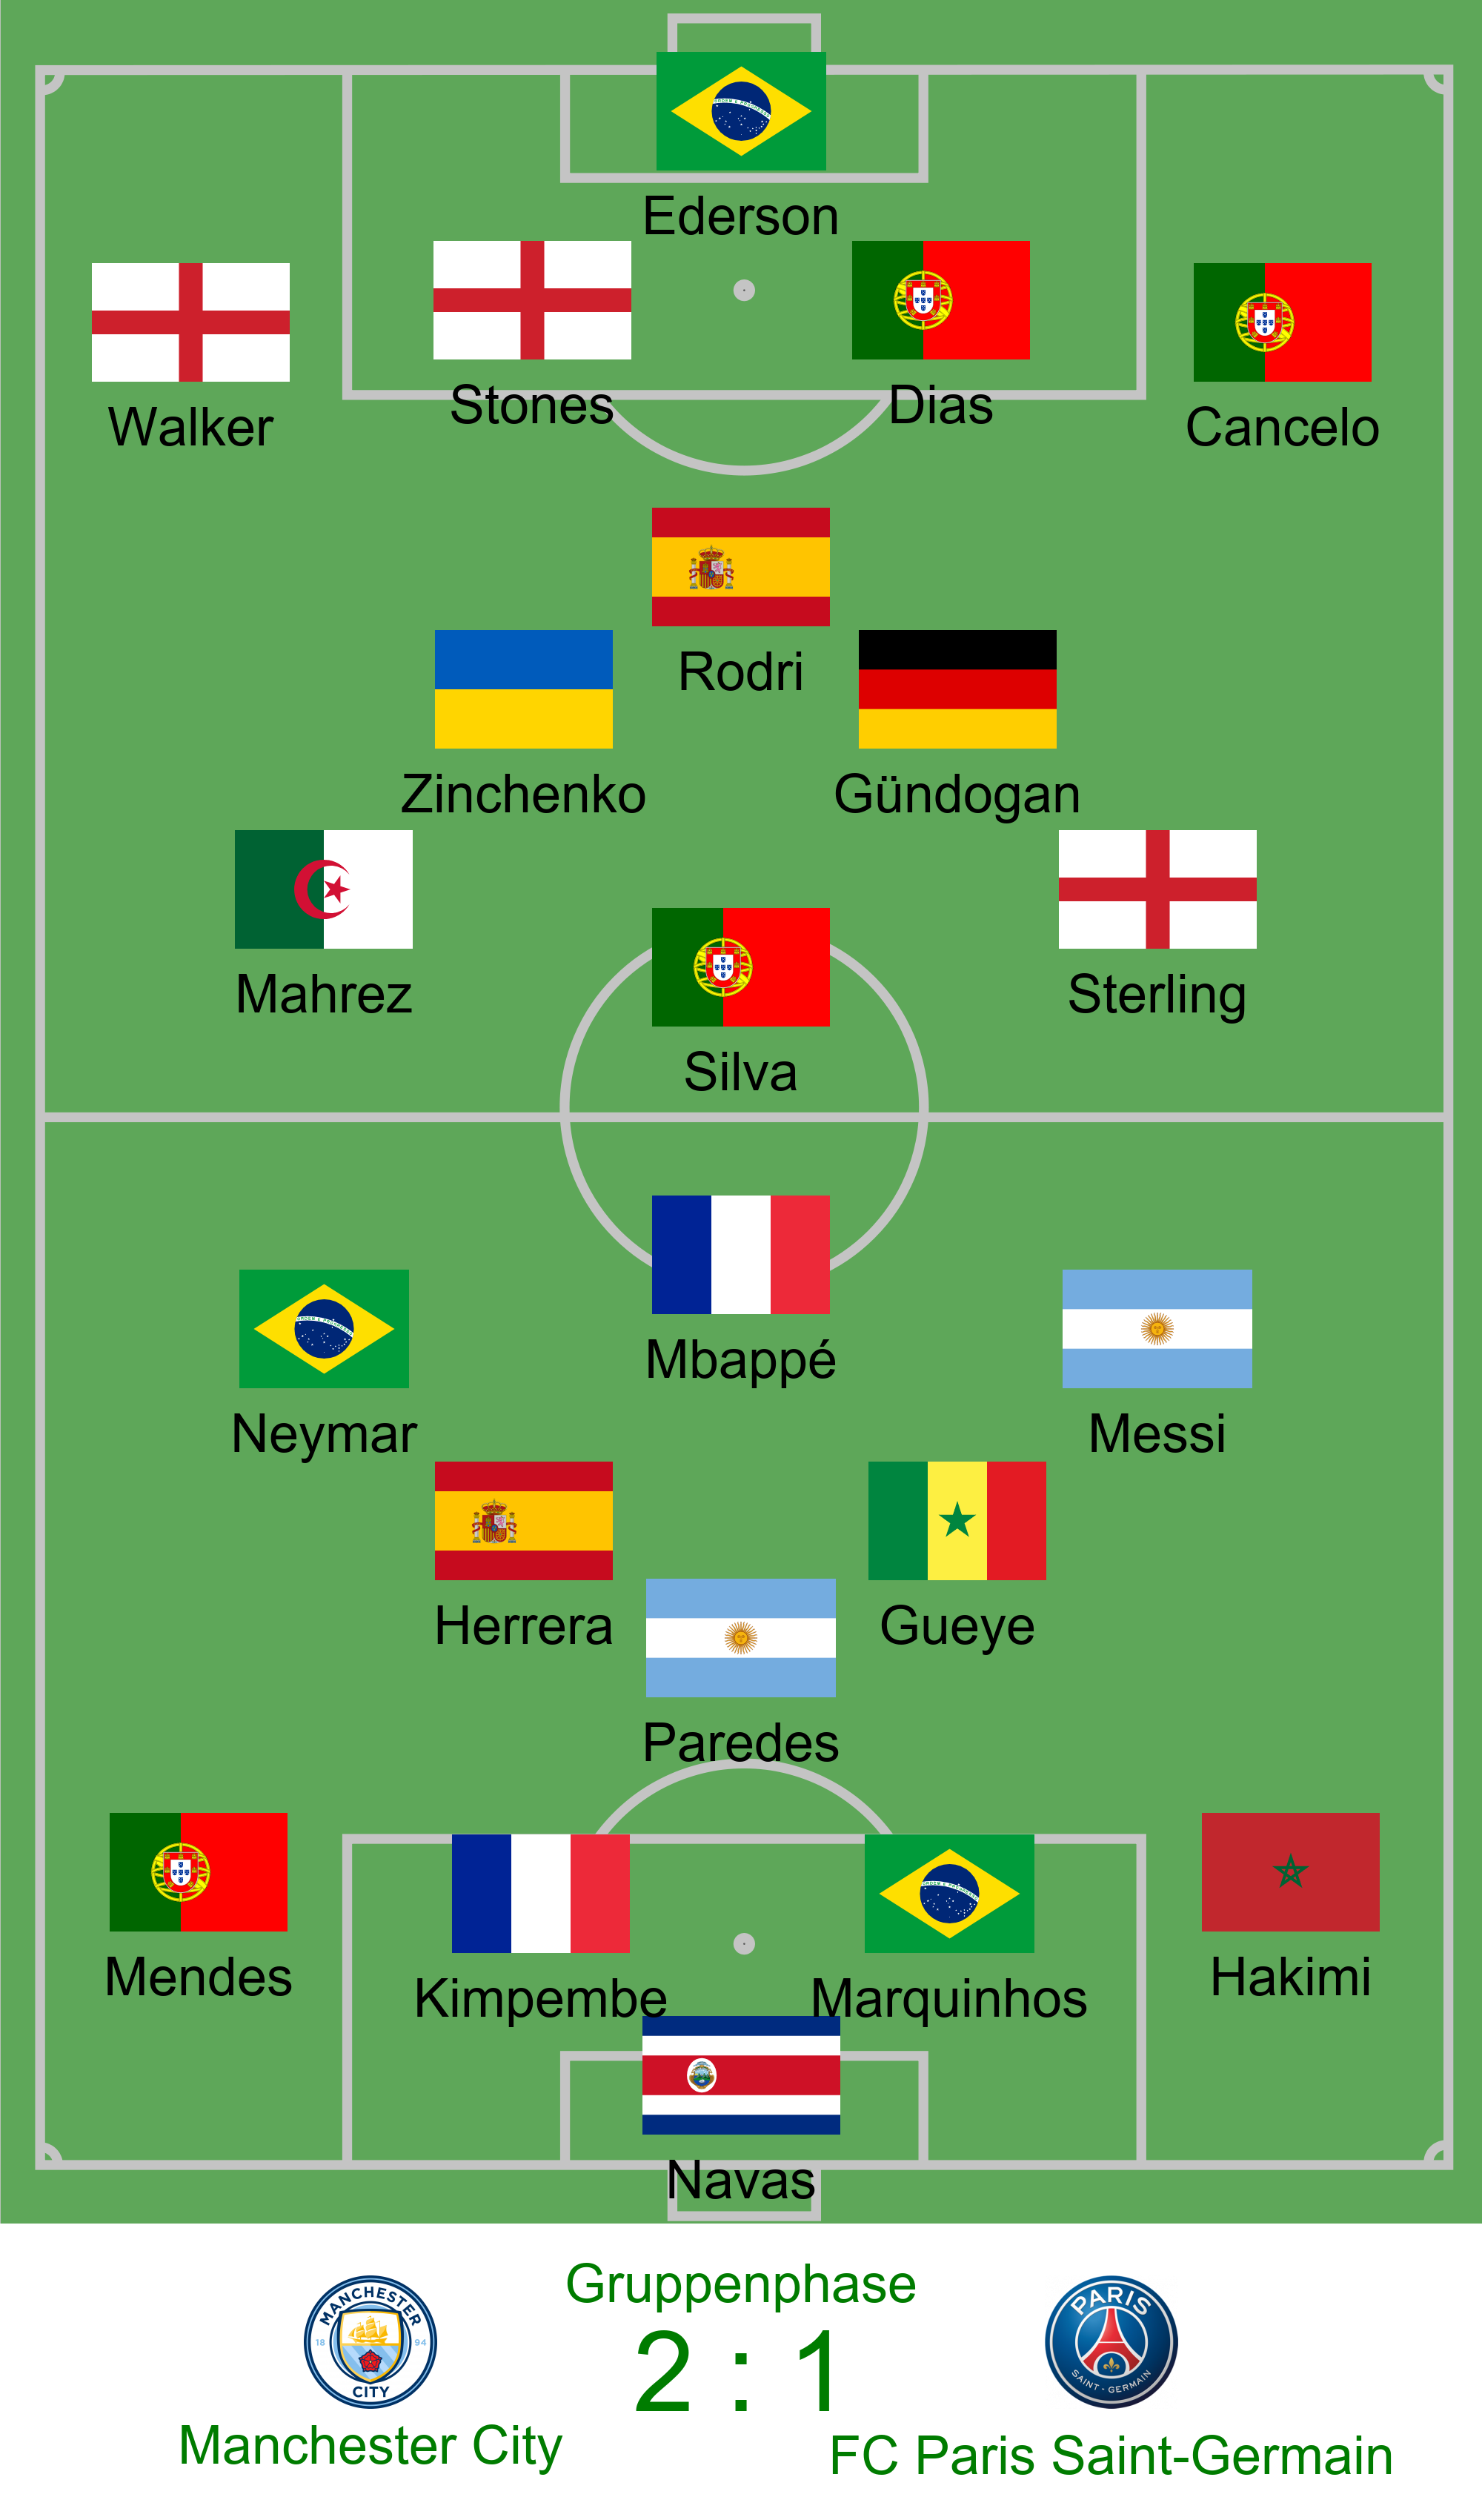 Ederson
Walker
Stones
Dias
Cancelo
Rodri
Zinchenko
Gündogan
Mahrez
Silva
Sterling
Mbappé
Neymar
Messi
Herrera
Gueye
Paredes
Mendes
Kimpembe
Marquinhos
Hakimi
Navas
Gruppenphase
2 : 1
MANCHESTER
18 94
CITY
PARIS
SAINT-GERMAIN
Manchester City
FC Paris Saint-Germain